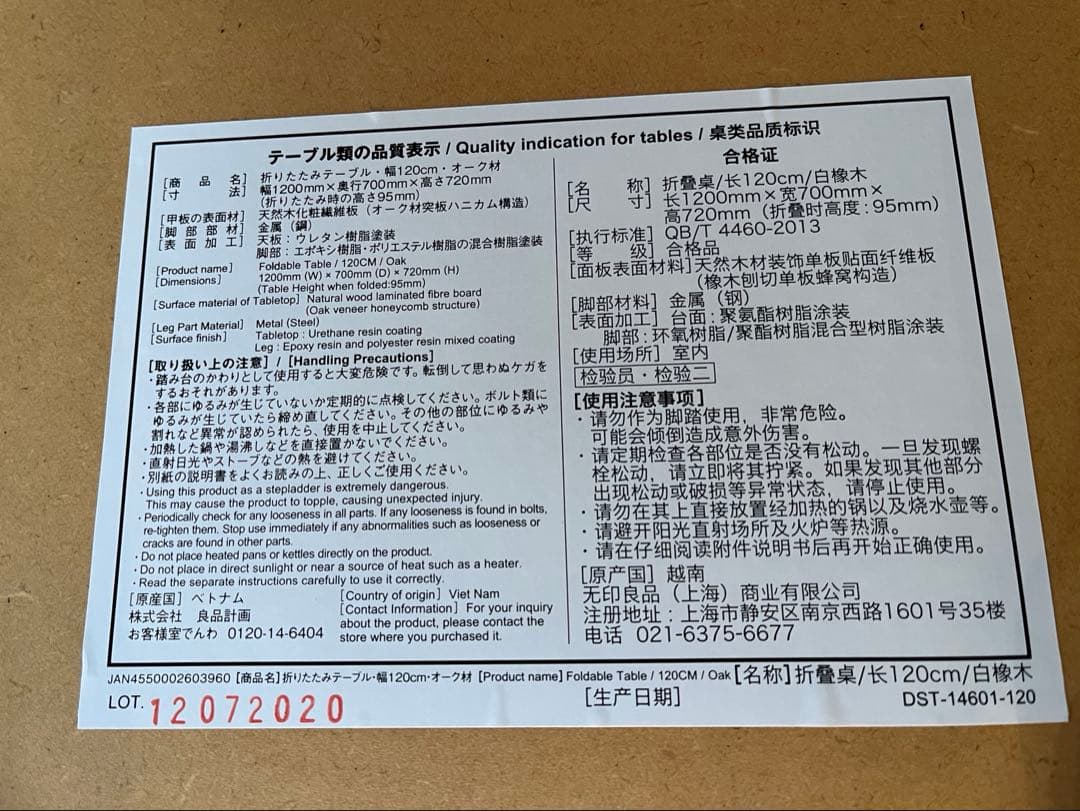 テーブル類の品質表示 / Quality indication for tables / 桌类品质标识
[商品名] 折りたたみテーブル・幅120cm・オーク材
[寸法] 幅1200mm×奥行700mm×高さ720mm
(折りたたみ時の高さ95mm)
[甲板の表面材] 天然木化粧繊維板（オーク材突板ハニカム構造）
[脚部部材] 金属（鋼）
[表面加工] 天板：ウレタン樹脂塗装
脚部：エポキシ樹脂・ポリエステル樹脂の混合樹脂塗装
[Product name] Foldable Table / 120CM / Oak
[Dimensions] 1200mm (W) × 700mm (D) × 720mm (H)
(Table Height when folded:95mm)
[Surface material of Tabletop] Natural wood laminated fibre board
(Oak veneer honeycomb structure)
[Leg Part Material] Metal (Steel)
[Surface finish] Tabletop : Urethane resin coating
Leg : Epoxy resin and polyester resin mixed coating
[取り扱い上の注意] / [Handling Precautions]
・踏み台のかわりとして使用すると大変危険です。転倒して思わぬケガを
するおそれがあります。
・各部にゆるみが生じていないか定期的に点検してください。ボルト類に
ゆるみが生じていたら締め直してください。その他の部位にゆるみや
割れなど異常が認められたら、使用を中止してください。
・加熱した鍋や湯沸しなどを直接置かないでください。
・直射日光やストーブなどの熱を避けてください。
・別紙の説明書をよくお読みの上、正しくご使用ください。
・Using this product as a stepladder is extremely dangerous.
This may cause the product to topple, causing unexpected injury.
・Periodically check for any looseness in all parts. If any looseness is found in bolts,
re-tighten them. Stop use immediately if any abnormalities such as looseness or
cracks are found in other parts.
・Do not place heated pans or kettles directly on the product.
・Do not place in direct sunlight or near a source of heat such as a heater.
・Read the separate instructions carefully to use it correctly.
[原産国] ベトナム
株式会社 良品計画
お客様室でんわ 0120-14-6404
[Country of origin] Viet Nam
[Contact Information] For your inquiry
about the product, please contact the
store where you purchased it.
合格证
[名称] 折叠桌/长120cm/白橡木
[尺寸] 长1200mm×宽700mm×
高720mm（折叠时高度：95mm）
[执行标准] QB/T 4460-2013
[等级] 合格品
[面板表面材料] 天然木材装饰单板贴面纤维板
（橡木刨切单板蜂窝构造）
[脚部材料] 金属（钢）
[表面加工] 台面：聚氨酯树脂涂装
脚部：环氧树脂/聚酯树脂混合型树脂涂装
[使用场所] 室内
检验员・检验二
[使用注意事项]
・请勿作为脚踏使用，非常危险。
可能会倾倒造成意外伤害。
・请定期检查各部位是否没有松动。一旦发现螺
栓松动，请立即将其拧紧。如果发现其他部分
出现松动或破损等异常状态，请停止使用。
・请勿在其上直接放置经加热的锅以及烧水壶等。
・请避开阳光直射场所及火炉等热源。
・请在仔细阅读附件说明书后再开始正确使用。
[原产国] 越南
无印良品（上海）商业有限公司
注册地址：上海市静安区南京西路1601号35楼
电话 021-6375-6677
JAN4550002603960 [商品名]折りたたみテーブル・幅120cm・オーク材 [Product name] Foldable Table / 120CM / Oak [名称]折叠桌/长120cm/白橡木
LOT. 12072020 [生产日期] DST-14601-120